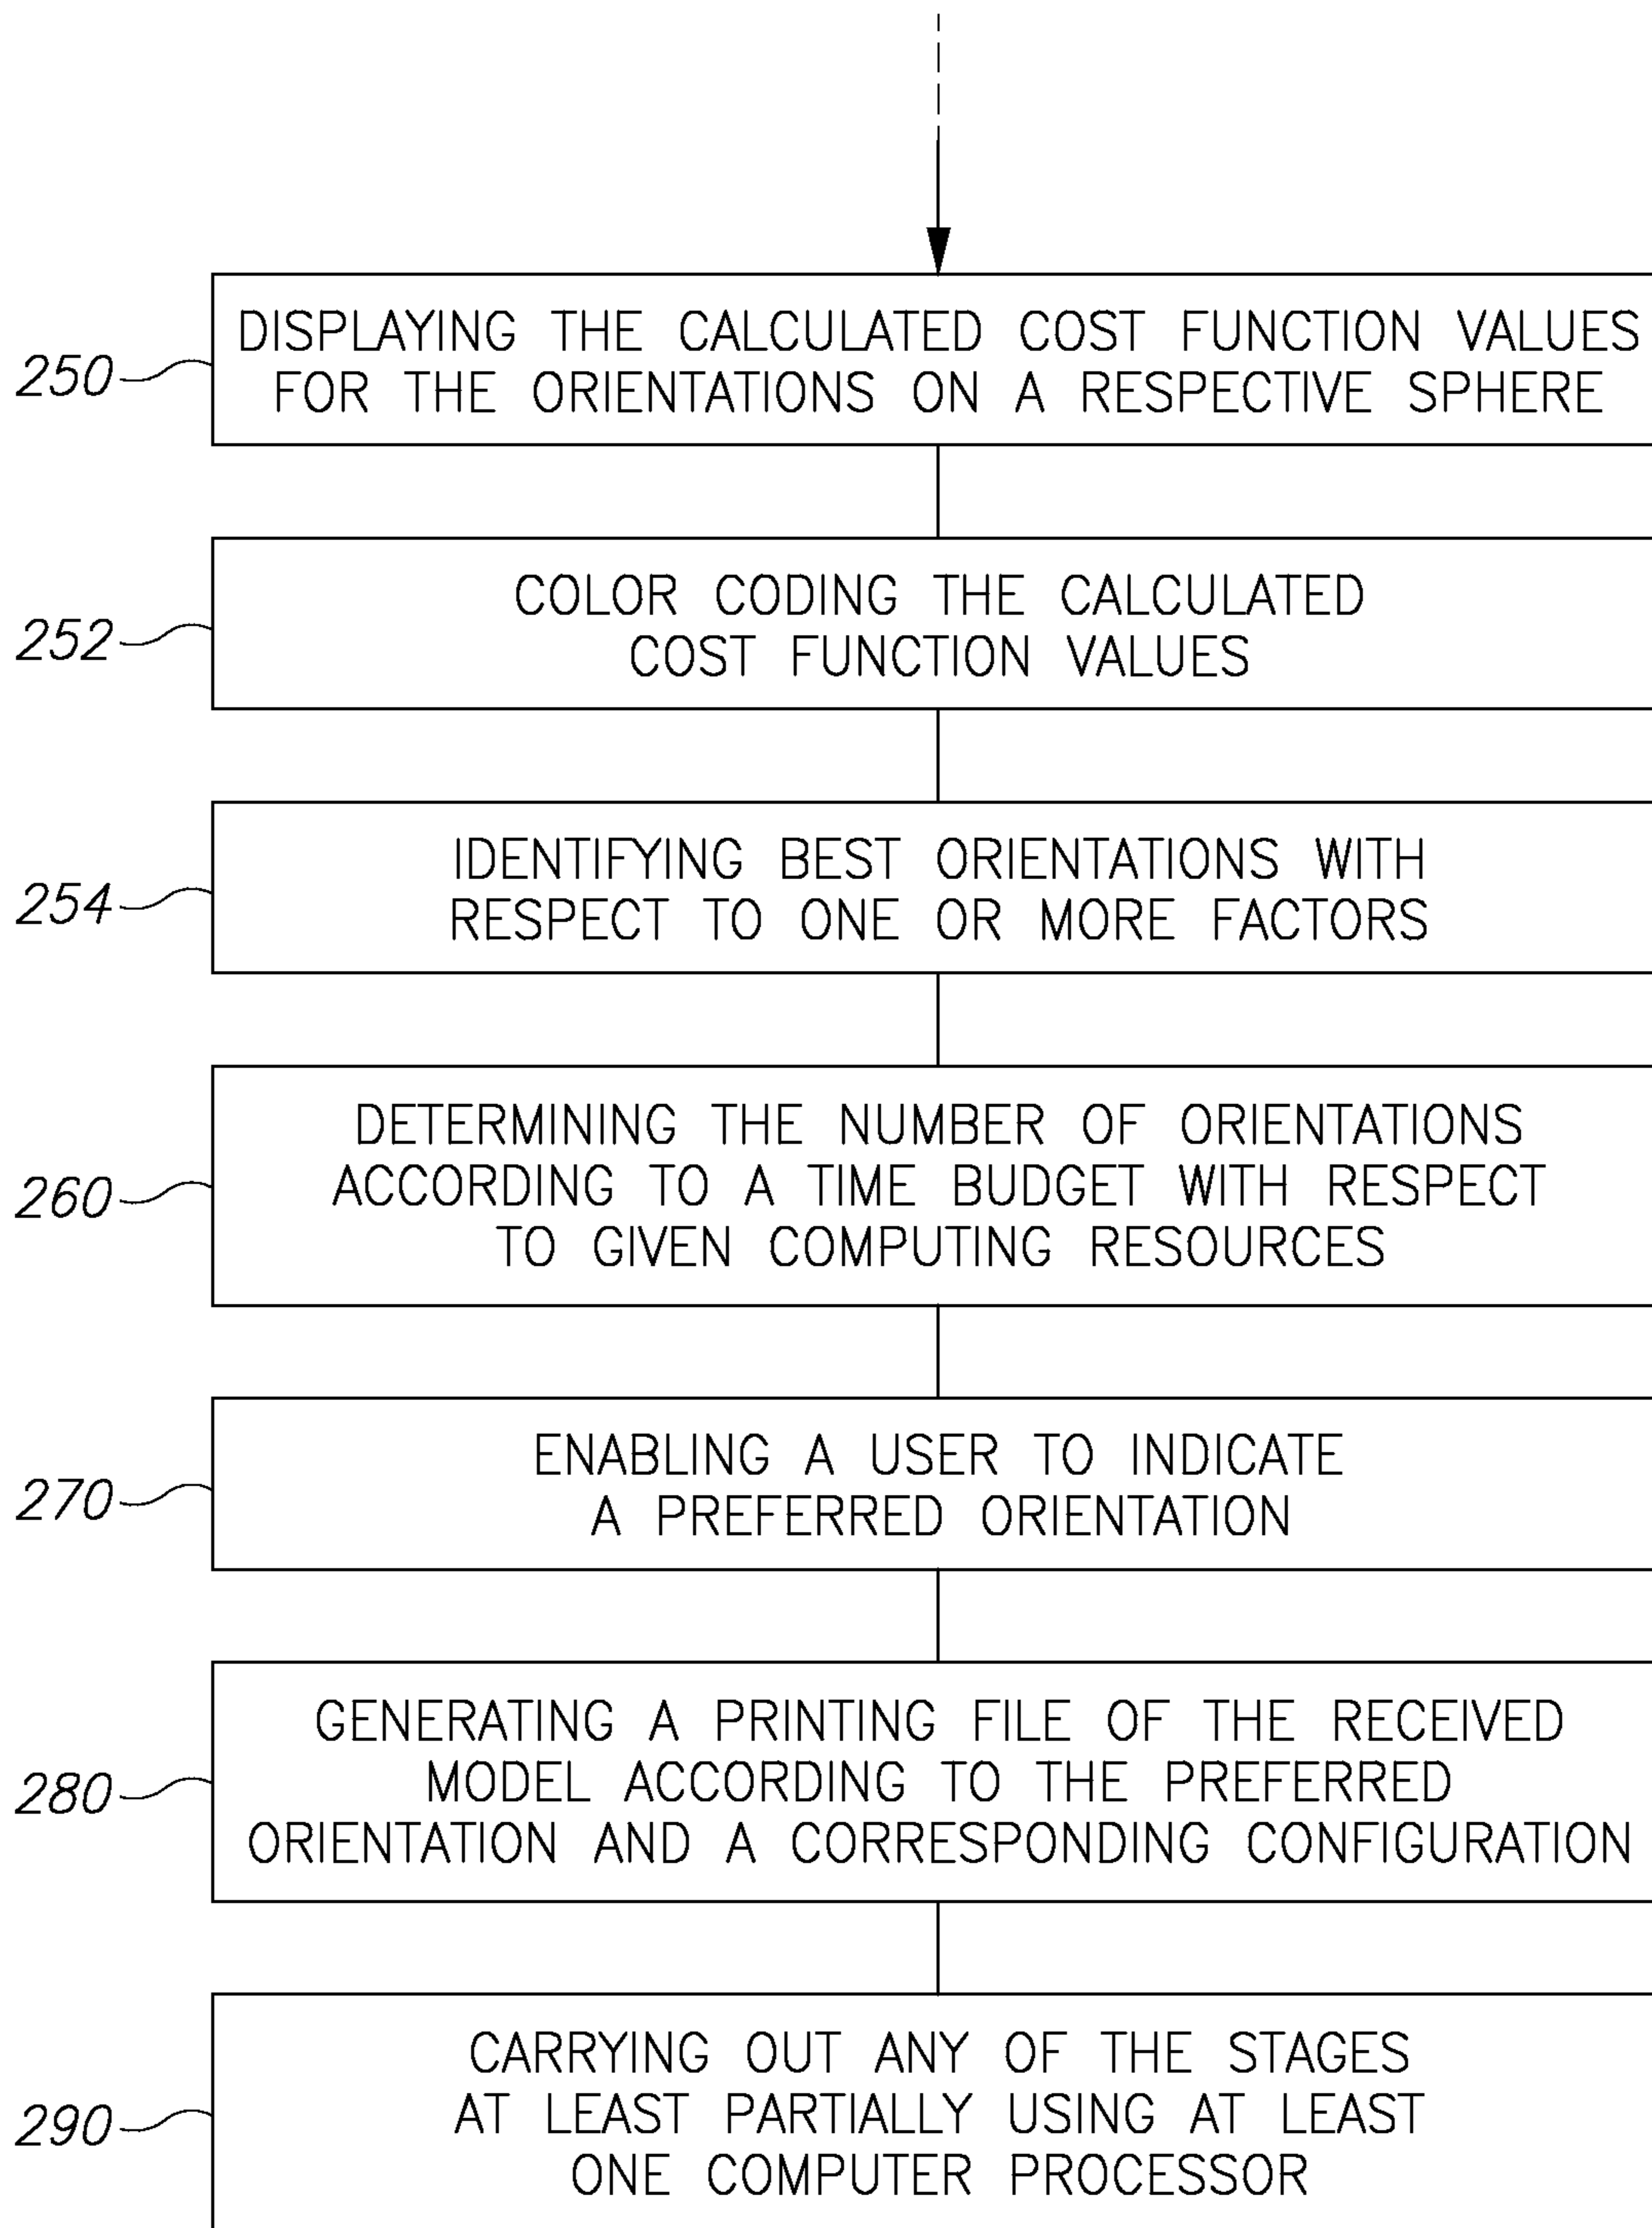 DISPLAYING THE CALCULATED COST FUNCTION VALUES
250 FOR THE ORIENTATIONS ON A RESPECTIVE SPHERE
COLOR CODING THE CALCULATED
252 COST FUNCTION VALUES
IDENTIFYING BEST ORIENTATIONS WITH
254 RESPECT TO ONE OR MORE FACTORS
DETERMINING THE NUMBER OF ORIENTATIONS
260 ACCORDING TO A TIME BUDGET WITH RESPECT
TO GIVEN COMPUTING RESOURCES
ENABLING A USER TO INDICATE
270 A PREFERRED ORIENTATION
GENERATING A PRINTING FILE OF THE RECEIVED
280 MODEL ACCORDING TO THE PREFERRED
ORIENTATION AND A CORRESPONDING CONFIGURATION
CARRYING OUT ANY OF THE STAGES
290 AT LEAST PARTIALLY USING AT LEAST
ONE COMPUTER PROCESSOR